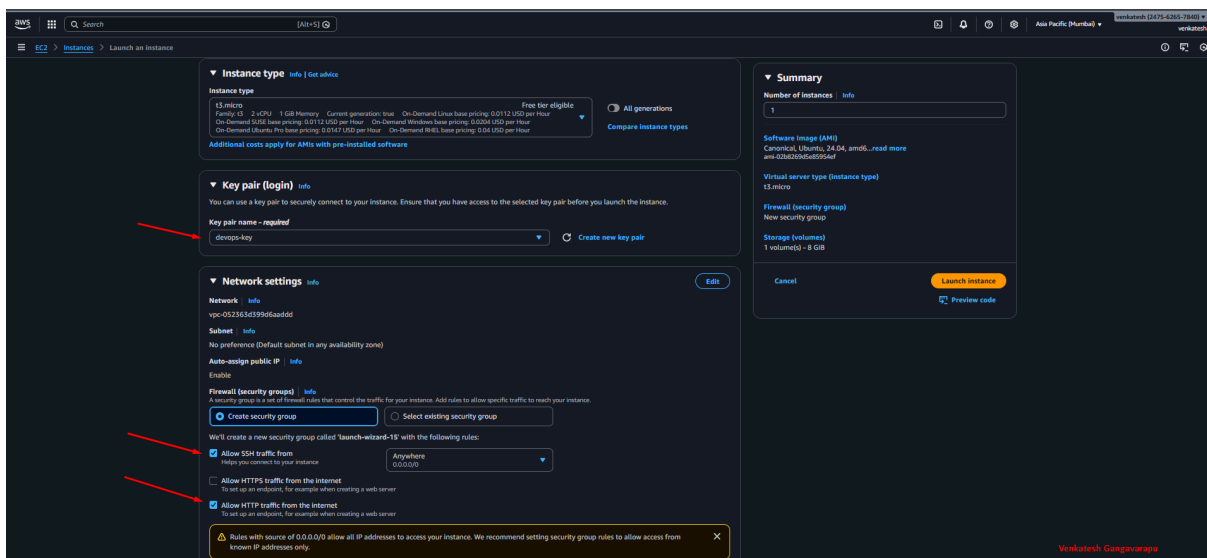 aws
Search
[Alt+S]
Asia Pacific (Mumbai)
venkatesh (2475-6265-7840)
venkatesh
EC2 > Instances > Launch an instance
Instance type Info | Get advice
Instance type
t3.micro
Free tier eligible
Family: t3 2 vCPU 1 GiB Memory Current generation: true On-Demand Linux base pricing: 0.0112 USD per Hour
On-Demand SUSE base pricing: 0.0112 USD per Hour On-Demand Windows base pricing: 0.0204 USD per Hour
On-Demand Ubuntu Pro base pricing: 0.0147 USD per Hour On-Demand RHEL base pricing: 0.04 USD per Hour
Additional costs apply for AMIs with pre-installed software
All generations
Compare instance types
Key pair (login) Info
You can use a key pair to securely connect to your instance. Ensure that you have access to the selected key pair before you launch the instance.
Key pair name - required
devops-key
Create new key pair
Network settings Info
Edit
Network | Info
vpc-052363d399d6aaddd
Subnet | Info
No preference (Default subnet in any availability zone)
Auto-assign public IP | Info
Enable
Firewall (security groups) | Info
A security group is a set of firewall rules that control the traffic for your instance. Add rules to allow specific traffic to reach your instance.
Create security group
Select existing security group
We'll create a new security group called 'launch-wizard-15' with the following rules:
Allow SSH traffic from
Helps you connect to your instance
Anywhere
0.0.0.0/0
Allow HTTPS traffic from the internet
To set up an endpoint, for example when creating a web server
Allow HTTP traffic from the internet
To set up an endpoint, for example when creating a web server
Rules with source of 0.0.0.0/0 allow all IP addresses to access your instance. We recommend setting security group rules to allow access from
known IP addresses only.
Summary
Number of instances | Info
1
Software Image (AMI)
Canonical, Ubuntu, 24.04, amd6...read more
ami-02b8269d5e85954ef
Virtual server type (instance type)
t3.micro
Firewall (security group)
New security group
Storage (volumes)
1 volume(s) - 8 GiB
Cancel
Launch instance
Preview code
Venkatesh Gangavarapu